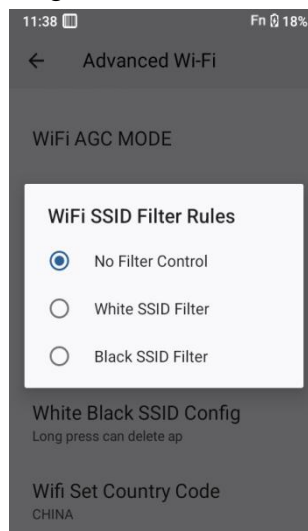 11:38 Fn 18%
Advanced Wi-Fi
WiFi AGC MODE
WiFi SSID Filter Rules
No Filter Control
White SSID Filter
Black SSID Filter
White Black SSID Config
Long press can delete ap
Wifi Set Country Code
CHINA